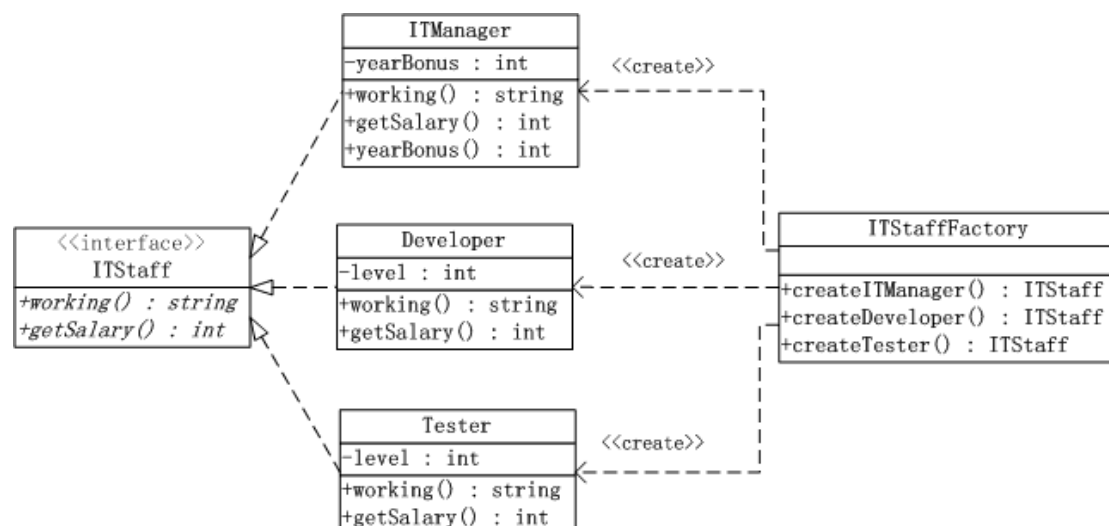 ITManager
-yearBonus : int
+working() : string
+getSalary() : int
+yearBonus() : int
<<create>>
<<interface>>
ITStaff
+working() : string
+getSalary() : int
Developer
-level : int
+working() : string
+getSalary() : int
<<create>>
ITStaffFactory
+createITManager() : ITStaff
+createDeveloper() : ITStaff
+createTester() : ITStaff
Tester
-level : int
+working() : string
+getSalary() : int
<<create>>